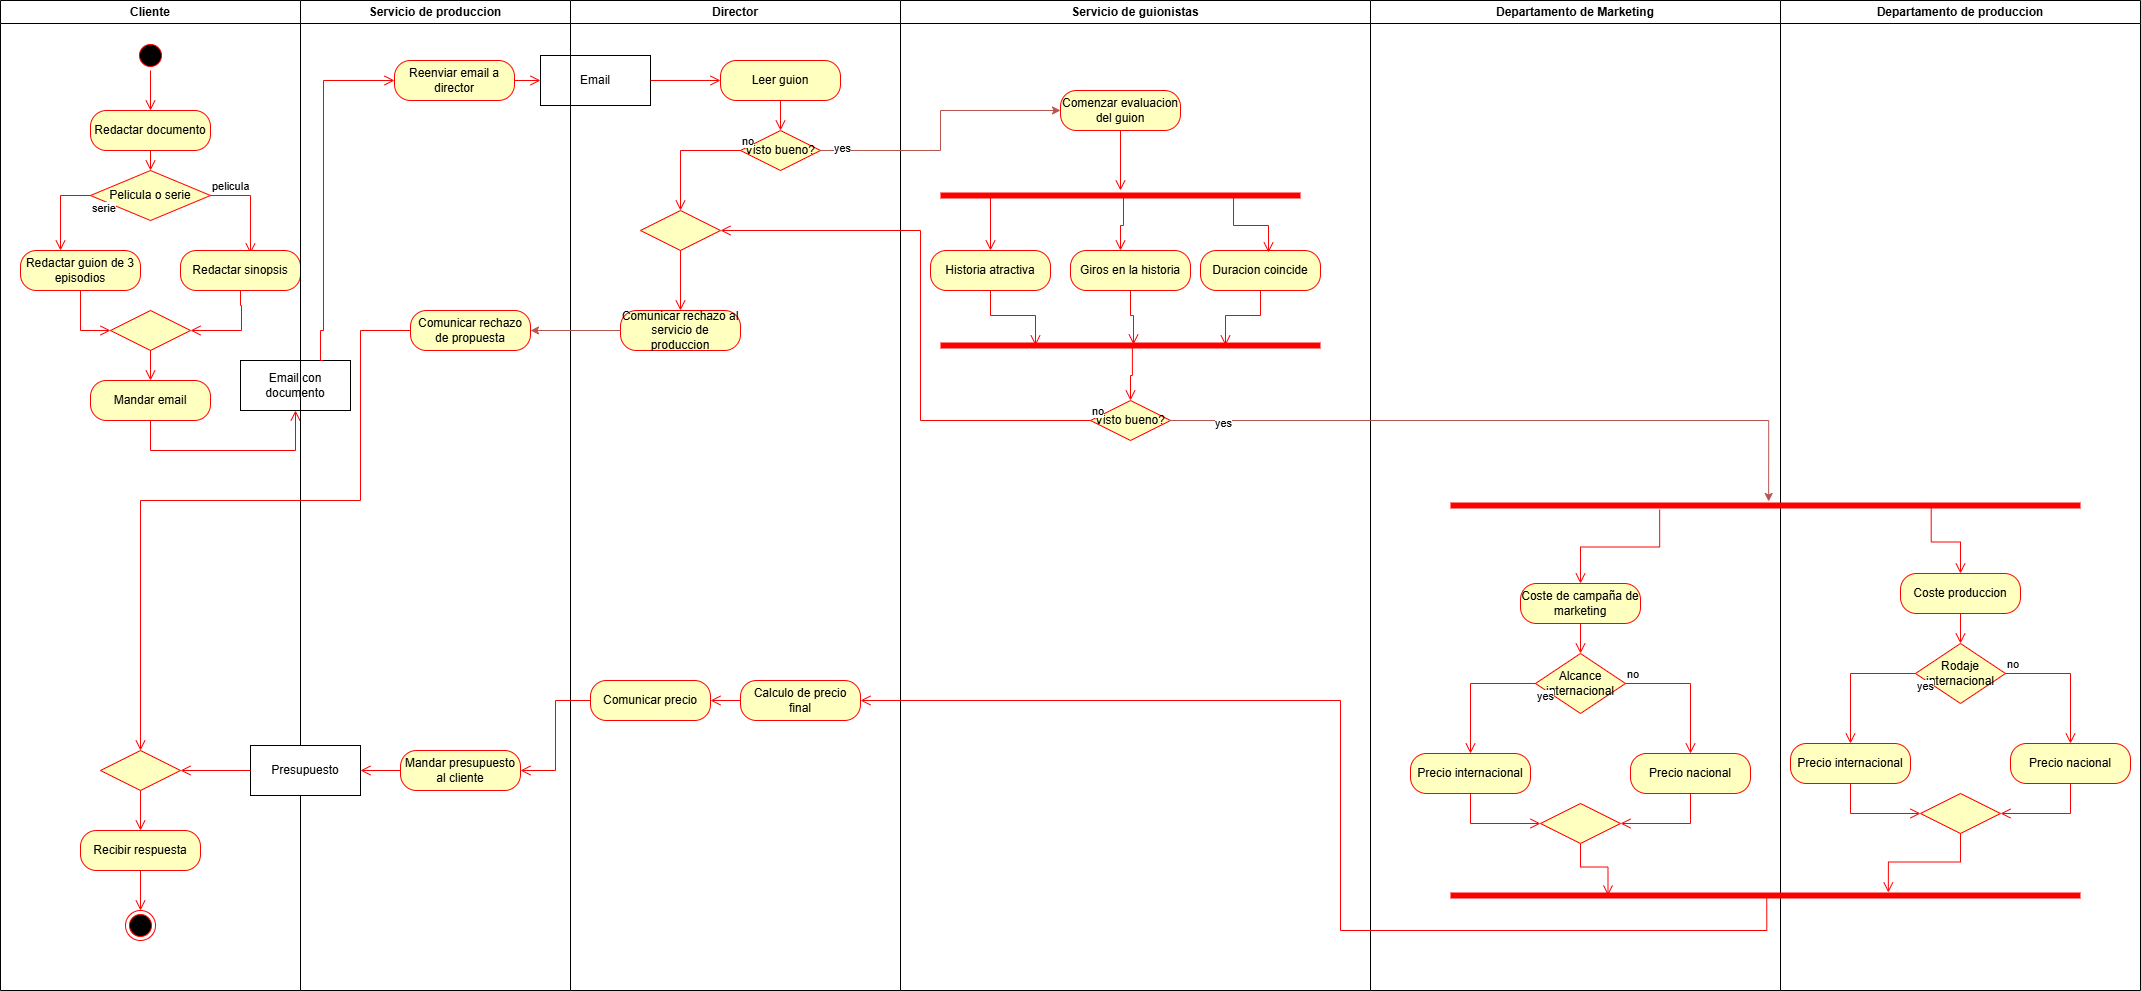 Cliente
Servicio de produccion
Director
Servicio de guionistas
Departamento de Marketing
Departamento de produccion
Redactar documento
Pelicula o serie
pelicula
serie
Redactar guion de 3
episodios
Redactar sinopsis
Mandar email
Email con
documento
Reenviar email a
director
Email
Leer guion
no
visto bueno?
yes
Comunicar rechazo al
servicio de
produccion
Comunicar rechazo
de propuesta
Comenzar evaluacion
del guion
Historia atractiva
Giros en la historia
Duracion coincide
no
visto bueno?
yes
Coste de campaña de
marketing
Alcance
internacional
yes
no
Precio internacional
Precio nacional
Coste produccion
Rodaje
internacional
yes
no
Precio internacional
Precio nacional
Calculo de precio
final
Comunicar precio
Mandar presupuesto
al cliente
Presupuesto
Recibir respuesta